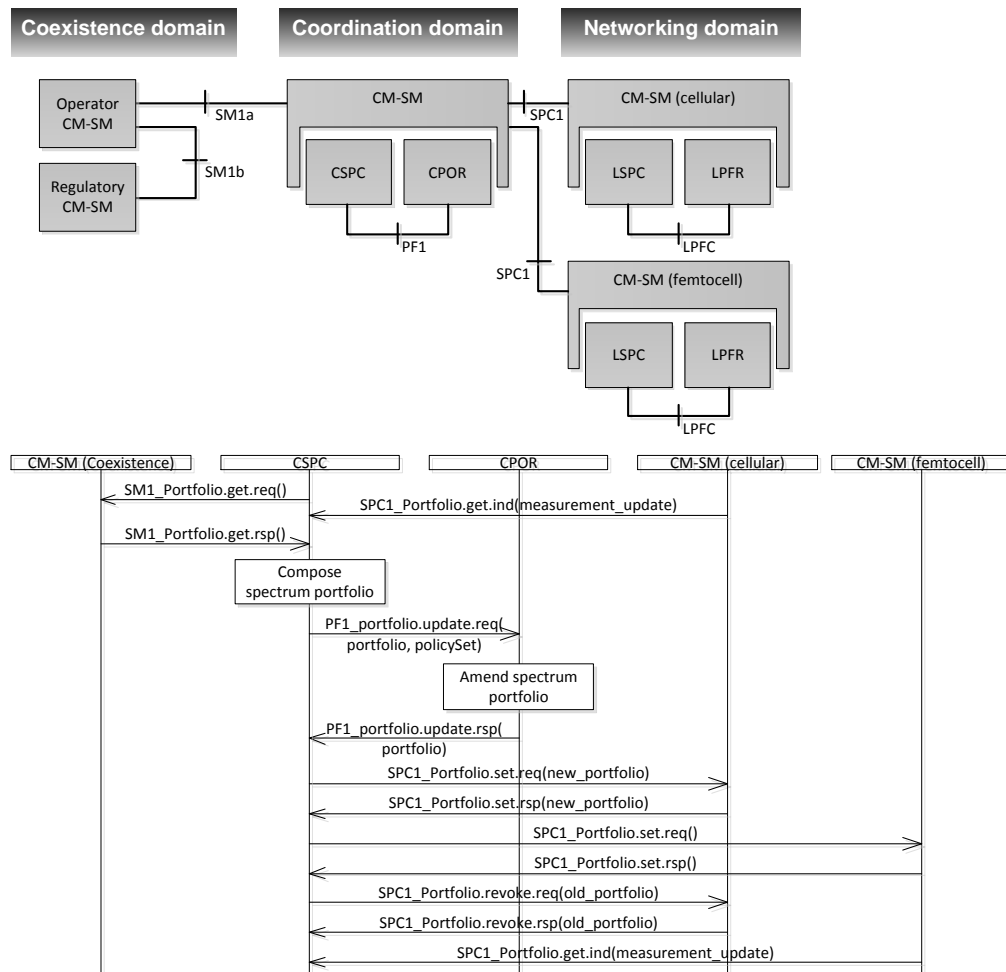 Coexistence domain
Coordination domain
Networking domain
Operator
CM-SM
SM1a
CM-SM
SPC1
CM-SM (cellular)
SM1b
Regulatory
CM-SM
CSPC
CPOR
PF1
LSPC
LPFR
LPFC
SPC1
CM-SM (femtocell)
LSPC
LPFR
LPFC
CM-SM (Coexistence)
CSPC
CPOR
CM-SM (cellular)
CM-SM (femtocell)
SM1_Portfolio.get.req()
SPC1_Portfolio.get.ind(measurement_update)
SM1_Portfolio.get.rsp()
Compose
spectrum portfolio
PF1_portfolio.update.req(
portfolio, policySet)
Amend spectrum
portfolio
PF1_portfolio.update.rsp(
portfolio)
SPC1_Portfolio.set.req(new_portfolio)
SPC1_Portfolio.set.rsp(new_portfolio)
SPC1_Portfolio.set.req()
SPC1_Portfolio.set.rsp()
SPC1_Portfolio.revoke.req(old_portfolio)
SPC1_Portfolio.revoke.rsp(old_portfolio)
SPC1_Portfolio.get.ind(measurement_update)